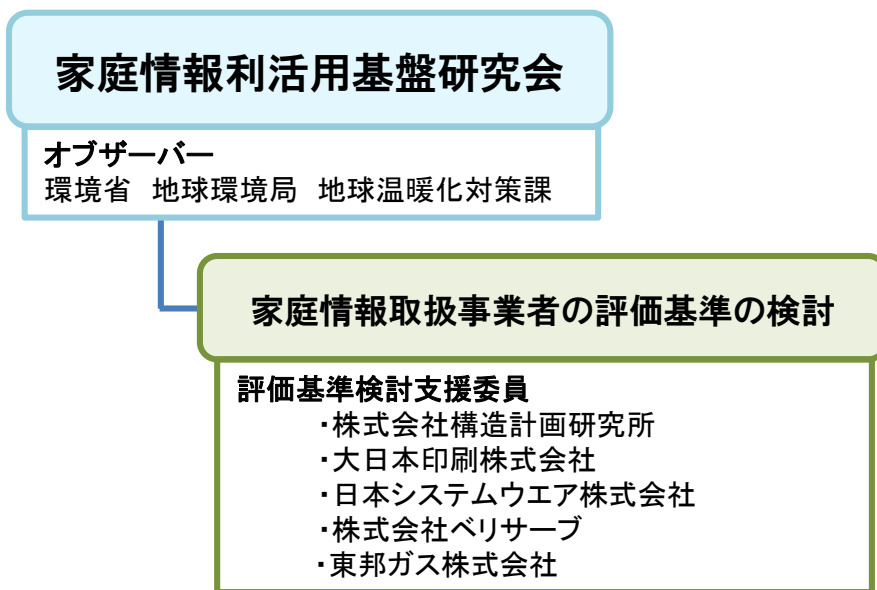 家庭情報利活用基盤研究会
オブザーバー
環境省 地球環境局 地球温暖化対策課
家庭情報取扱事業者の評価基準の検討
評価基準検討支援委員
・株式会社構造計画研究所
・大日本印刷株式会社
・日本システムウエア株式会社
・株式会社ベリサーブ
・東邦ガス株式会社